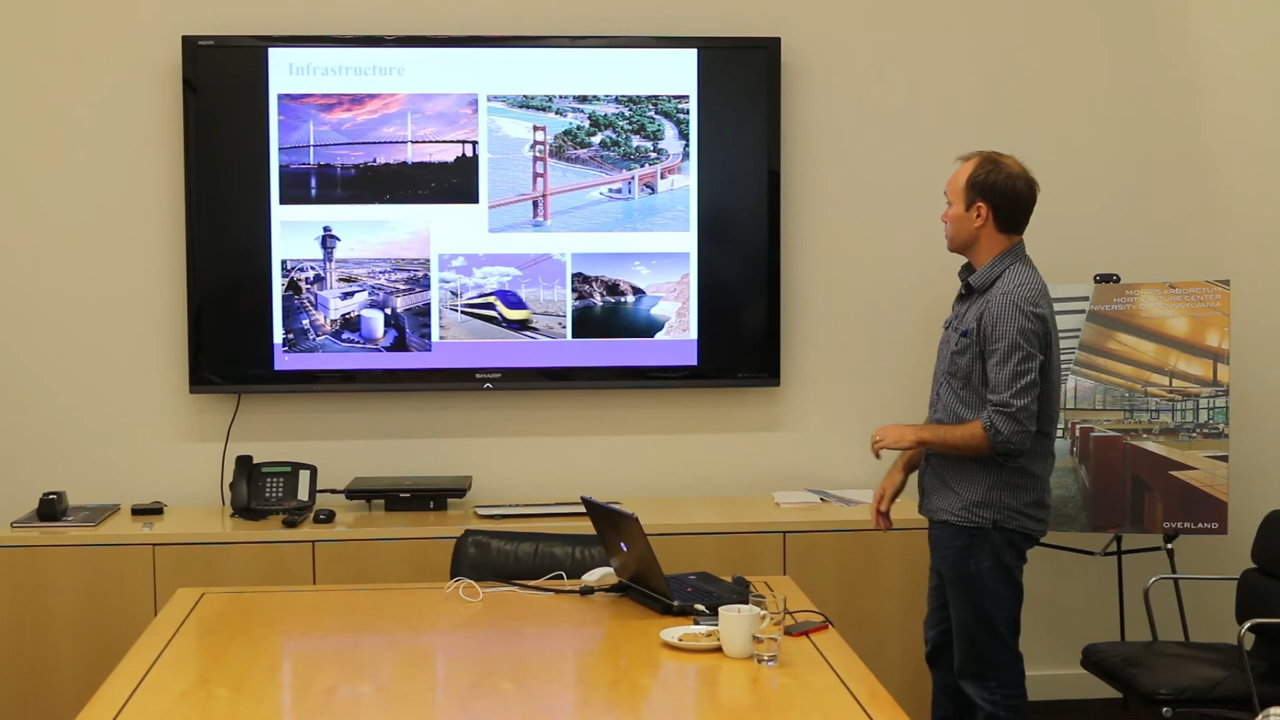 Infrastructure
SHARP
MORRIS ARBORETUM
HORTICULTURE CENTER
UNIVERSITY OF PENNSYLVANIA
OVERLAND